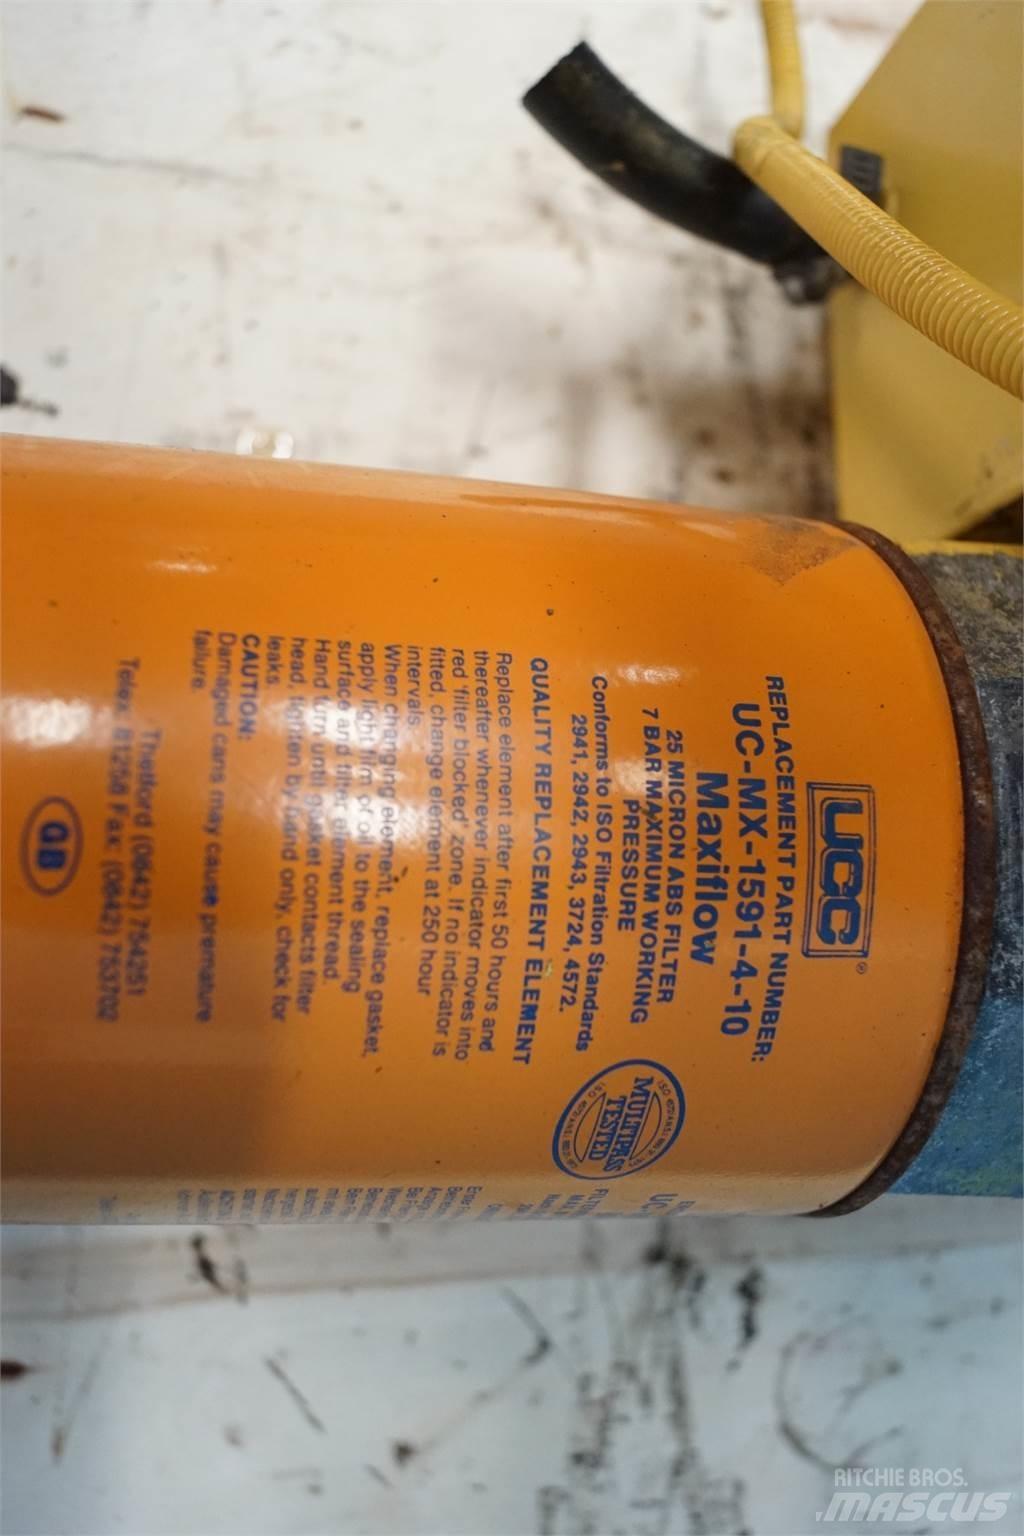 UCC®
REPLACEMENT PART NUMBER:
UC-MX-1591-4-10
Maxiflow
25 MICRON ABS FILTER
7 BAR MAXIMUM WORKING
PRESSURE
Conforms to ISO Filtration Standards
2941, 2942, 2943, 3724, 4572.
QUALITY REPLACEMENT ELEMENT
Replace element after first 50 hours and
thereafter whenever indicator moves into
red 'filter blocked' zone. If no indicator is
fitted, change element at 250 hour
intervals.
When changing element, replace gasket,
apply light film of oil to the sealing
surface and filter element thread.
Hand turn until gasket contacts filter
head, tighten by hand only, check for
leaks.
CAUTION:
Damaged cans may cause premature
failure.
Thetford (0842) 754251
Telex: 81256 Fax: (0842) 753702
GB
MULTIPASS
TESTED
RITCHIE BROS.
MASCUS